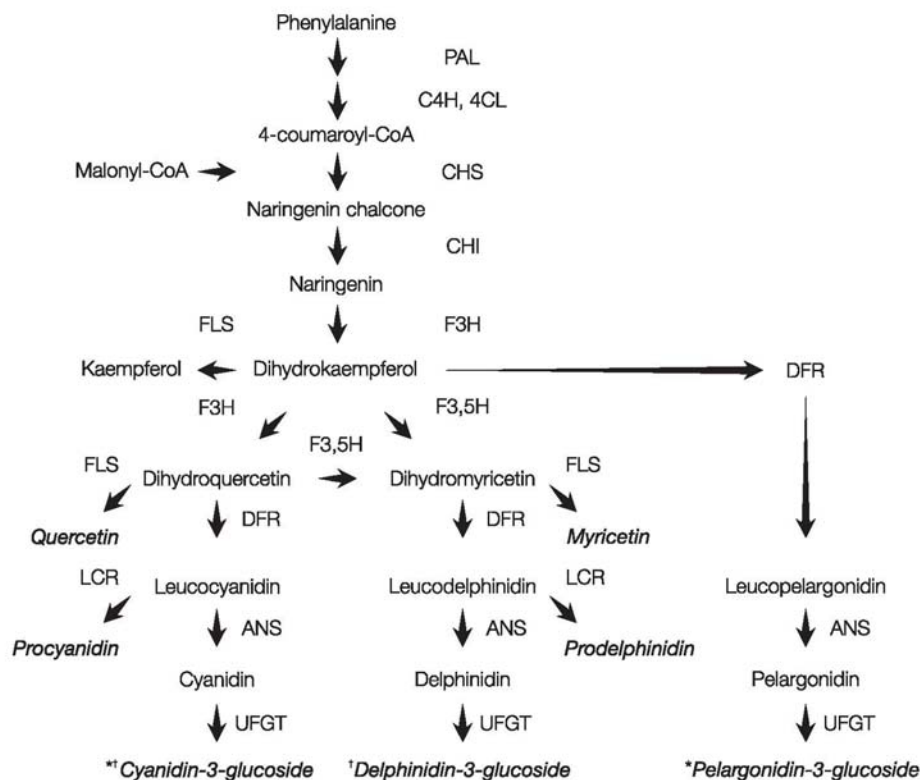 Phenylalanine
PAL
C4H, 4CL
4-coumaroyl-CoA
Malonyl-CoA
CHS
Naringenin chalcone
CHI
Naringenin
FLS
F3H
Kaempferol
Dihydrokaempferol
DFR
F3H
F3,5H
F3,5H
FLS
Dihydroquercetin
Dihydromyricetin
FLS
DFR
DFR
Quercetin
Myricetin
LCR
Leucocyanidin
Leucodelphinidin
LCR
Leucopelargonidin
ANS
ANS
ANS
Procyanidin
Prodelphinidin
Cyanidin
Delphinidin
Pelargonidin
UFGT
UFGT
UFGT
*†Cyanidin-3-glucoside
†Delphinidin-3-glucoside
*Pelargonidin-3-glucoside